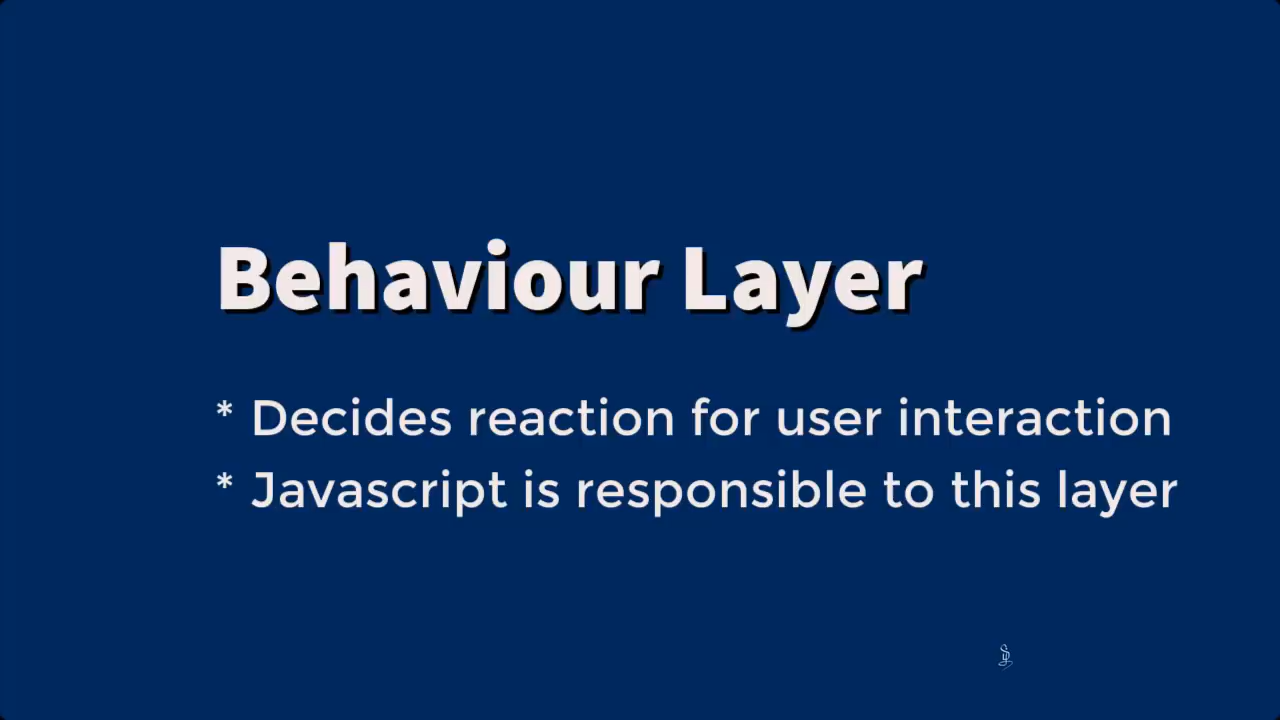 Behaviour Layer
* Decides reaction for user interaction
* Javascript is responsible to this layer